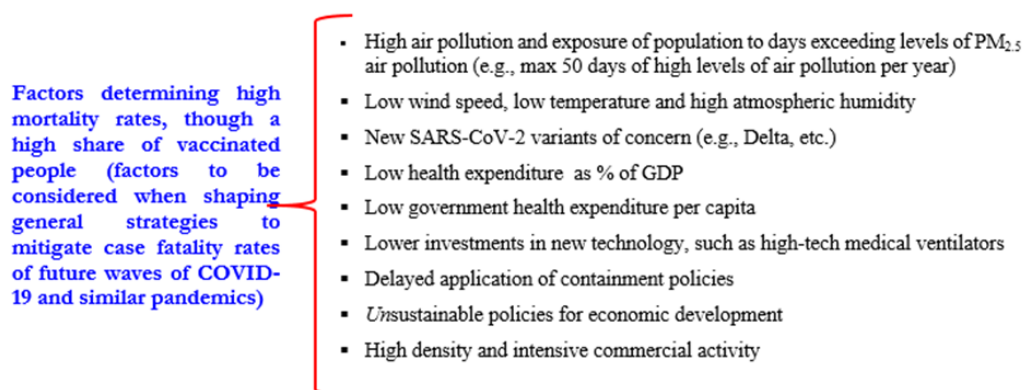 Factors determining high
mortality rates, though a
high share of vaccinated
people (factors to be
considered when shaping
general strategies to
mitigate case fatality rates
of future waves of COVID-
19 and similar pandemics)
▪ High air pollution and exposure of population to days exceeding levels of PM2.5
air pollution (e.g., max 50 days of high levels of air pollution per year)
▪ Low wind speed, low temperature and high atmospheric humidity
▪ New SARS-CoV-2 variants of concern (e.g., Delta, etc.)
▪ Low health expenditure as % of GDP
▪ Low government health expenditure per capita
▪ Lower investments in new technology, such as high-tech medical ventilators
▪ Delayed application of containment policies
▪ Unsustainable policies for economic development
▪ High density and intensive commercial activity